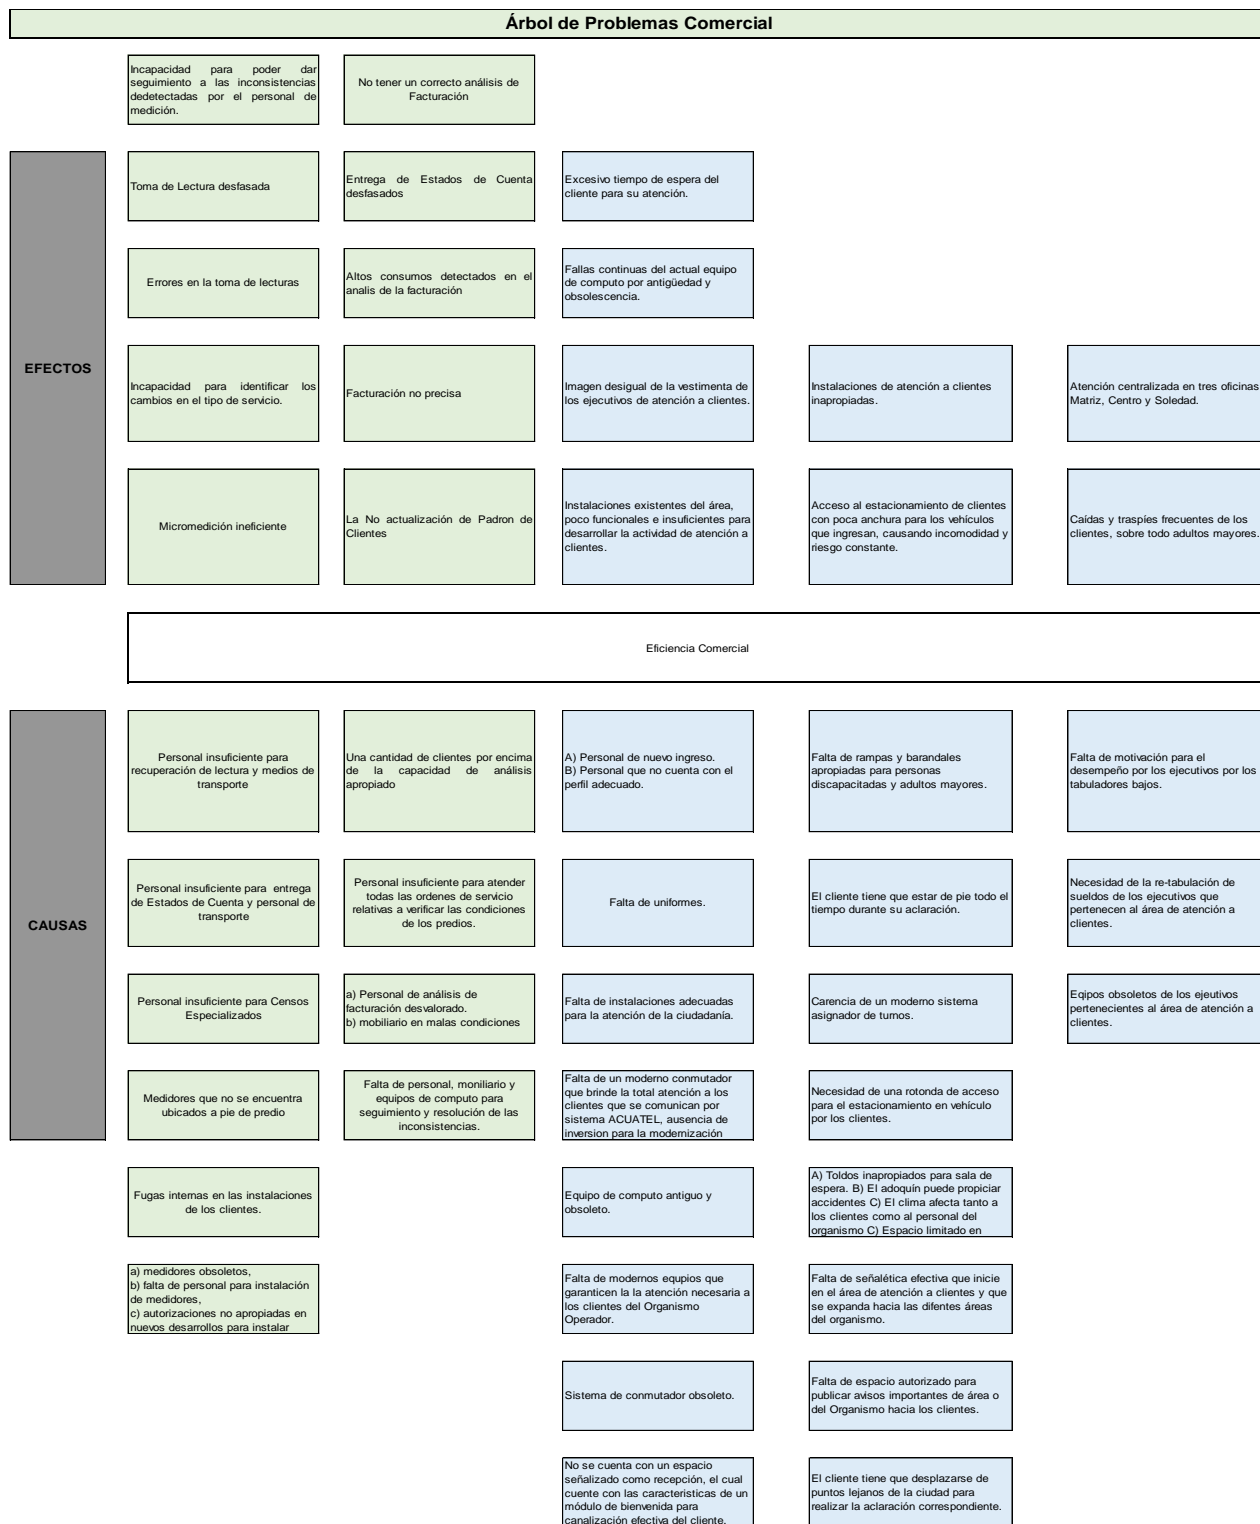 Árbol de Problemas Comercial
Incapacidad para poder dar
seguimiento a las inconsistencias
dedetectadas por el personal de
medición.
No tener un correcto análisis de
Facturación
EFECTOS
Toma de Lectura desfasada
Entrega de Estados de Cuenta
desfasados
Excesivo tiempo de espera del
cliente para su atención.
Errores en la toma de lecturas
Altos consumos detectados en el
analis de la facturación
Fallas continuas del actual equipo
de computo por antigüedad y
obsolescencia.
Incapacidad para identificar los
cambios en el tipo de servicio.
Facturación no precisa
Imagen desigual de la vestimenta de
los ejecutivos de atención a clientes.
Instalaciones de atención a clientes
inapropiadas.
Atención centralizada en tres oficinas
Matriz, Centro y Soledad.
Micromedición ineficiente
La No actualización de Padron de
Clientes
Instalaciones existentes del área,
poco funcionales e insuficientes para
desarrollar la actividad de atención a
clientes.
Acceso al estacionamiento de clientes
con poca anchura para los vehículos
que ingresan, causando incomodidad y
riesgo constante.
Caídas y traspíes frecuentes de los
clientes, sobre todo adultos mayores.
Eficiencia Comercial
CAUSAS
Personal insuficiente para
recuperación de lectura y medios de
transporte
Una cantidad de clientes por encima
de la capacidad de análisis
apropiado
A) Personal de nuevo ingreso.
B) Personal que no cuenta con el
perfil adecuado.
Falta de rampas y barandales
apropiadas para personas
discapacitadas y adultos mayores.
Falta de motivación para el
desempeño por los ejecutivos por los
tabuladores bajos.
Personal insuficiente para entrega
de Estados de Cuenta y personal de
transporte
Personal insuficiente para atender
todas las ordenes de servicio
relativas a verificar las condiciones
de los predios.
Falta de uniformes.
El cliente tiene que estar de pie todo el
tiempo durante su aclaración.
Necesidad de la re-tabulación de
sueldos de los ejecutivos que
pertenecen al área de atención a
clientes.
Personal insuficiente para Censos
Especializados
a) Personal de análisis de
facturación desvalorado.
b) mobiliario en malas condiciones
Falta de instalaciones adecuadas
para la atención de la ciudadanía.
Carencia de un moderno sistema
asignador de turnos.
Eqipos obsoletos de los ejeutivos
pertenecientes al área de atención a
clientes.
Medidores que no se encuentra
ubicados a pie de predio
Falta de personal, moniliario y
equipos de computo para
seguimiento y resolución de las
inconsistencias.
Falta de un moderno conmutador
que brinde la total atención a los
clientes que se comunican por
sistema ACUATEL, ausencia de
inversion para la modernización
Necesidad de una rotonda de acceso
para el estacionamiento en vehículo
por los clientes.
Fugas internas en las instalaciones
de los clientes.
Equipo de computo antiguo y
obsoleto.
A) Toldos inapropiados para sala de
espera. B) El adoquín puede propiciar
accidentes C) El clima afecta tanto a
los clientes como al personal del
organismo C) Espacio limitado en
a) medidores obsoletos,
b) falta de personal para instalación
de medidores,
c) autorizaciones no apropiadas en
nuevos desarrollos para instalar
Falta de modernos equpios que
garanticen la la atención necesaria a
los clientes del Organismo
Operador.
Falta de señalética efectiva que inicie
en el área de atención a clientes y que
se expanda hacia las difentes áreas
del organismo.
Sistema de conmutador obsoleto.
Falta de espacio autorizado para
publicar avisos importantes de área o
del Organismo hacia los clientes.
No se cuenta con un espacio
señalizado como recepción, el cual
cuente con las caracteristicas de un
módulo de bienvenida para
canalización efectiva del cliente.
El cliente tiene que desplazarse de
puntos lejanos de la ciudad para
realizar la aclaración correspondiente.